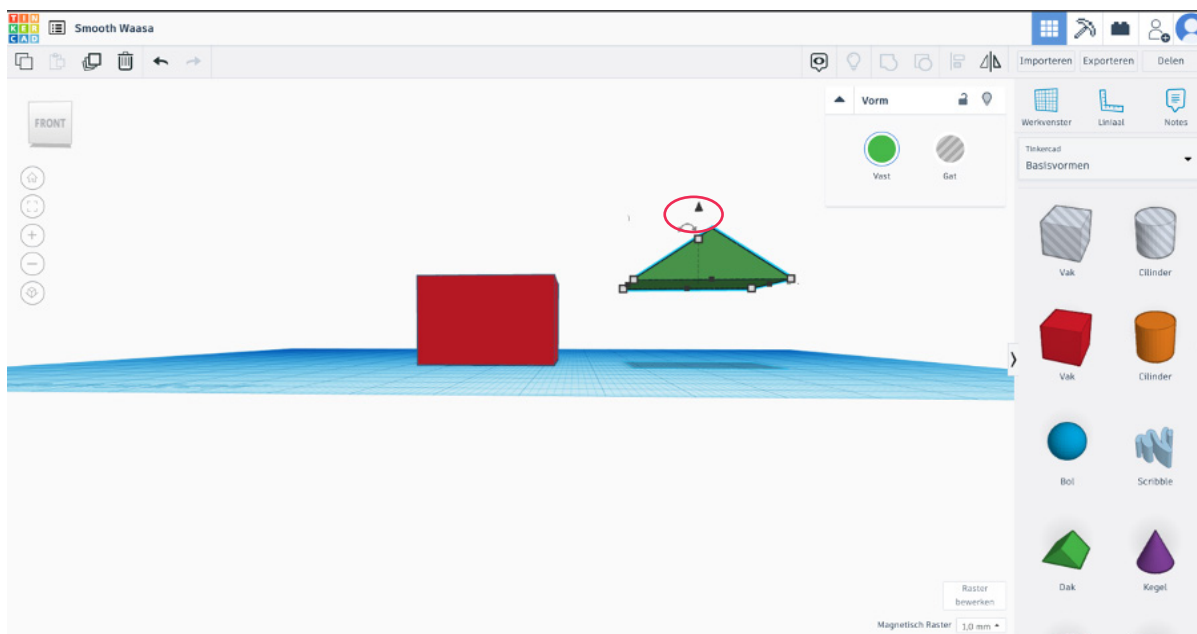 TIN
KER
CAD
Smooth Waasa
Importeren Exporteren Delen
FRONT
Vorm
Vast Gat
Werkvenster Liniaal Notes
Tinkercad
Basisvormen
Vak Cilinder
Vak Cilinder
Bol Scribble
Dak Kegel
Raster
bewerken
Magnetisch Raster 1,0 mm